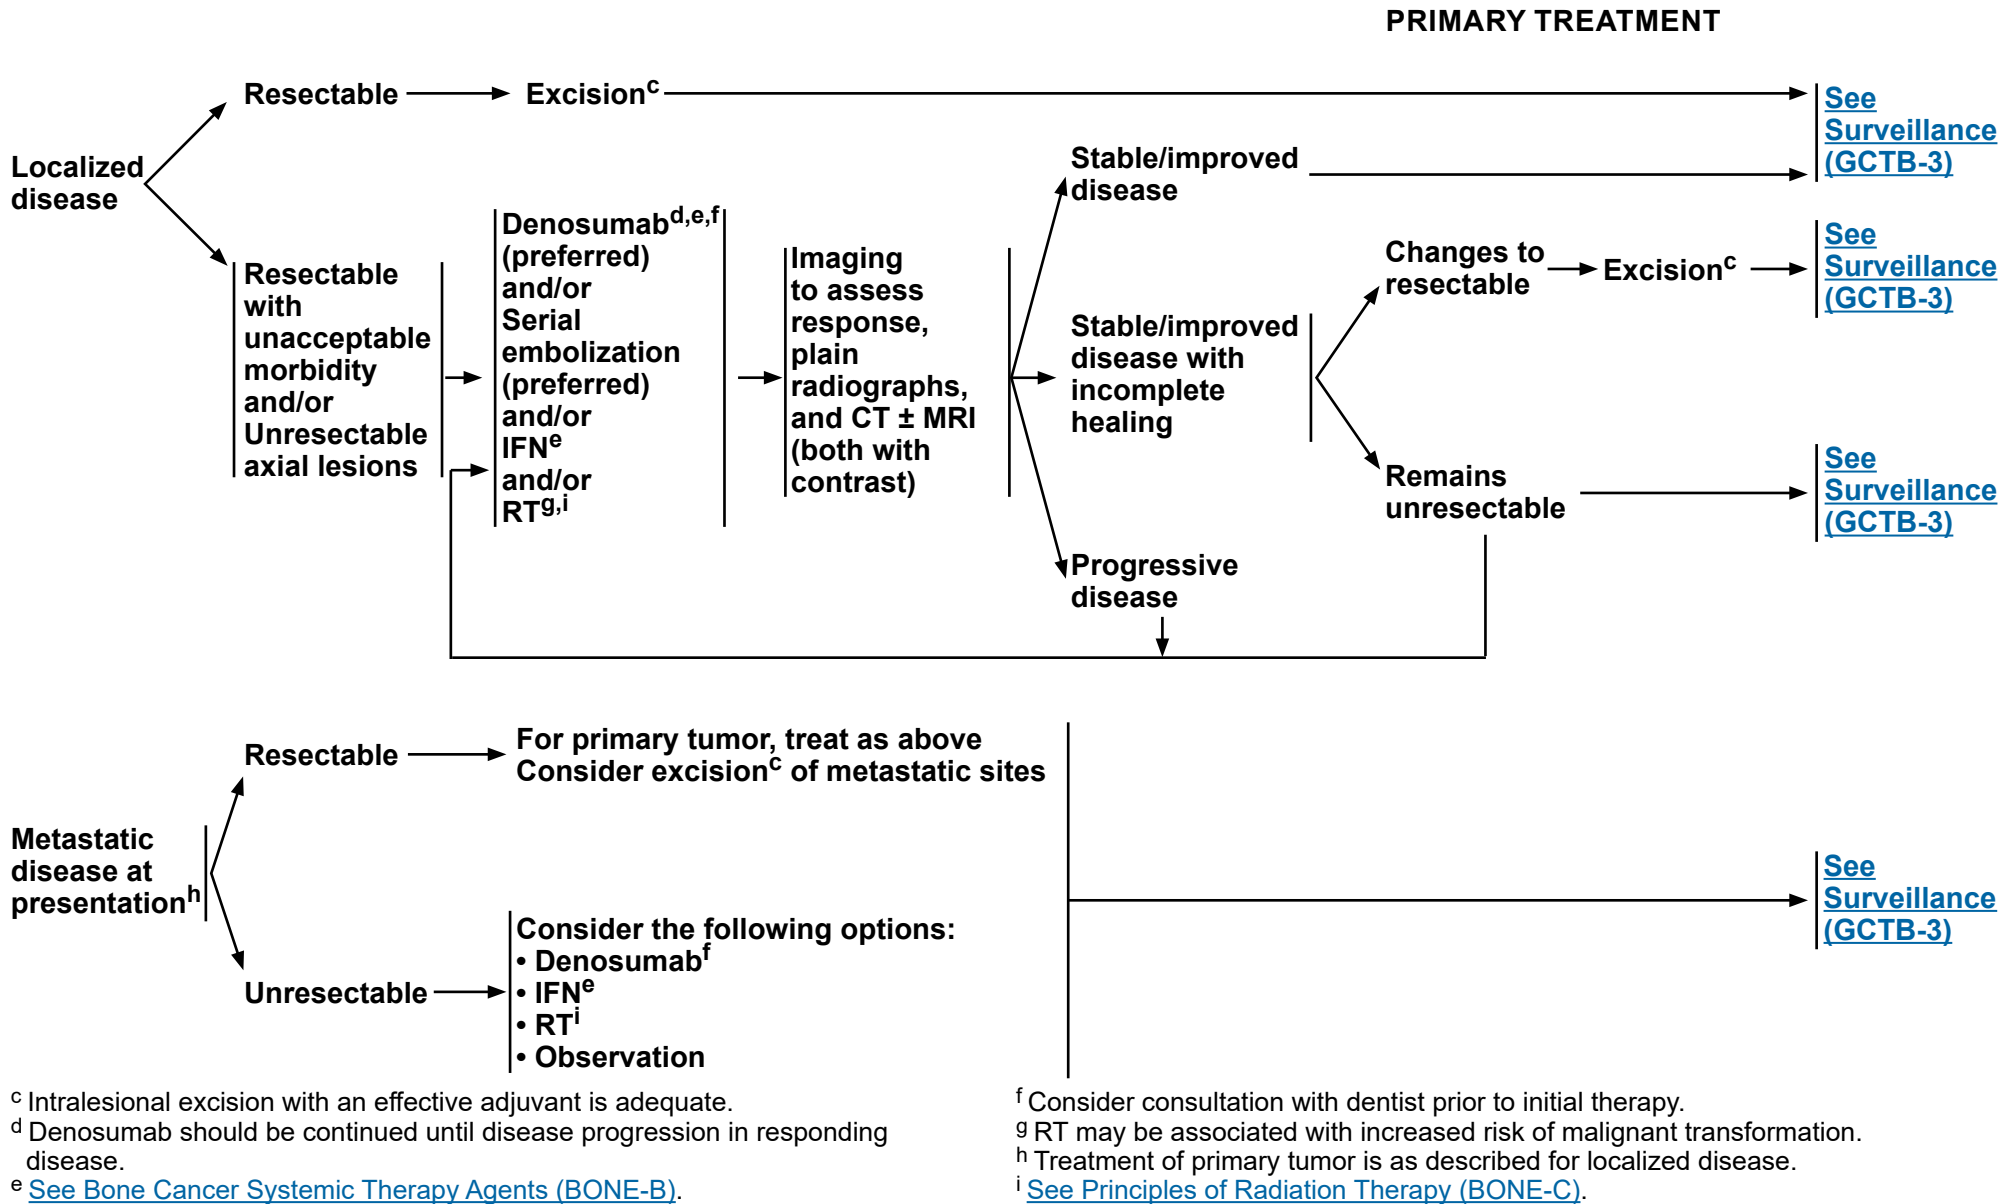 PRIMARY TREATMENT
Localized
disease
Resectable
Excisionᶜ
See
Surveillance
(GCTB-3)
Resectable
with
unacceptable
morbidity
and/or
Unresectable
axial lesions
Denosumabᵈ,ᵉ,ᶠ
(preferred)
and/or
Serial
embolization
(preferred)
and/or
IFNᵉ
and/or
RTᵍ,ⁱ
Imaging
to assess
response,
plain
radiographs,
and CT ± MRI
(both with
contrast)
Stable/improved
disease
Stable/improved
disease with
incomplete
healing
Changes to
resectable
Excisionᶜ
See
Surveillance
(GCTB-3)
Remains
unresectable
See
Surveillance
(GCTB-3)
Progressive
disease
Metastatic
disease at
presentationʰ
Resectable
For primary tumor, treat as above
Consider excisionᶜ of metastatic sites
Unresectable
Consider the following options:
• Denosumabᶠ
• IFNᵉ
• RTⁱ
• Observation
See
Surveillance
(GCTB-3)
ᶜ Intralesional excision with an effective adjuvant is adequate.
ᵈ Denosumab should be continued until disease progression in responding
disease.
ᵉ See Bone Cancer Systemic Therapy Agents (BONE-B).
ᶠ Consider consultation with dentist prior to initial therapy.
ᵍ RT may be associated with increased risk of malignant transformation.
ʰ Treatment of primary tumor is as described for localized disease.
ⁱ See Principles of Radiation Therapy (BONE-C).